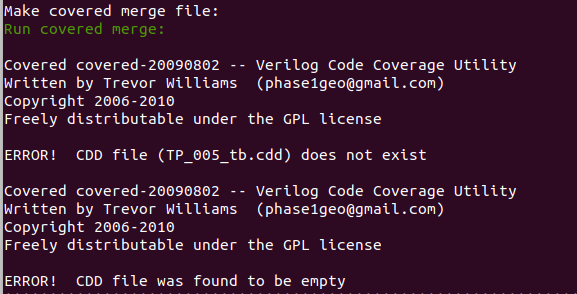 Make covered merge file:
Run covered merge:
Covered covered-20090802 -- Verilog Code Coverage Utility
Written by Trevor Williams  (phase1geo@gmail.com)
Copyright 2006-2010
Freely distributable under the GPL license
ERROR!  CDD file (TP_005_tb.cdd) does not exist
Covered covered-20090802 -- Verilog Code Coverage Utility
Written by Trevor Williams  (phase1geo@gmail.com)
Copyright 2006-2010
Freely distributable under the GPL license
ERROR!  CDD file was found to be empty